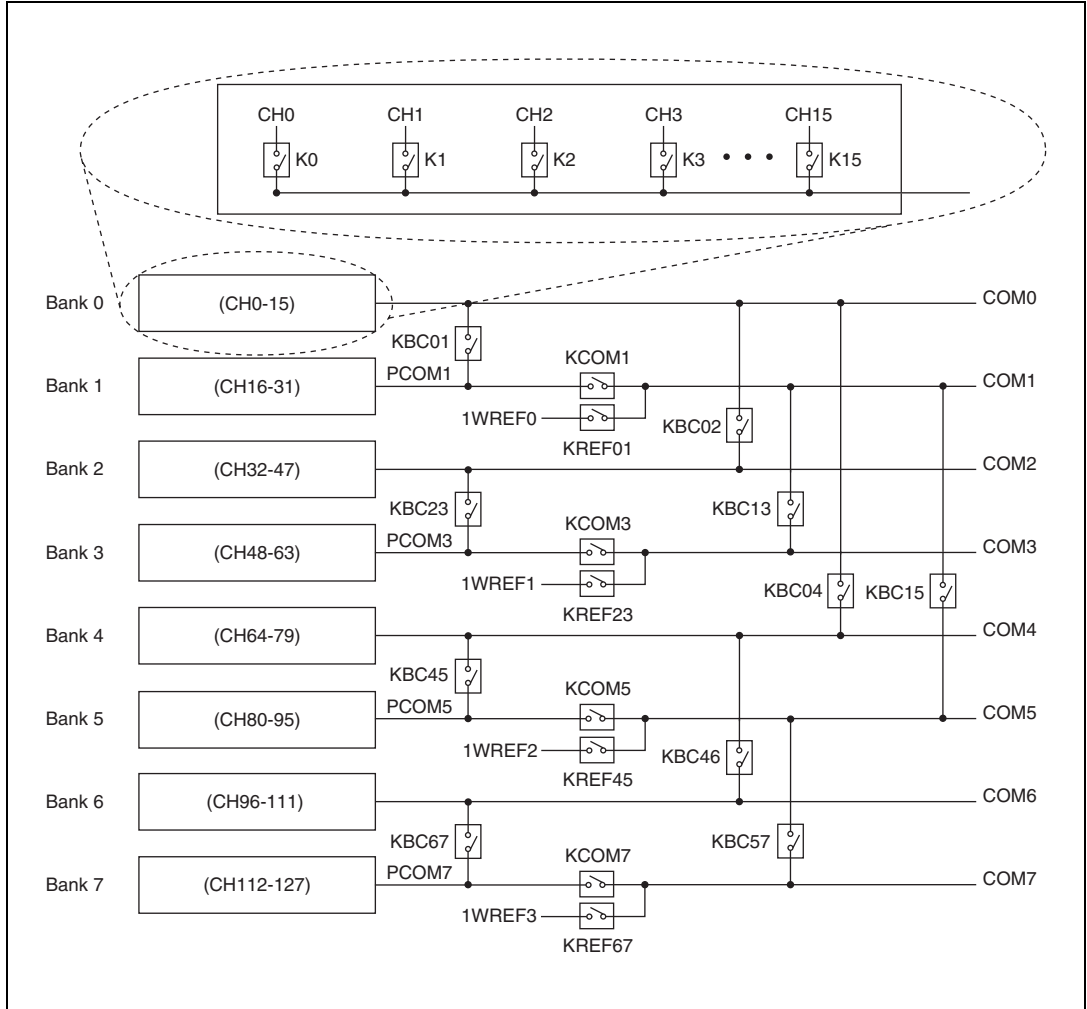 CH0 CH1 CH2 CH3 CH15
K0 K1 K2 K3 • • • K15
Bank 0 (CH0-15) COM0
KBC01
KCOM1
Bank 1 (CH16-31) PCOM1 COM1
1WREF0 KBC02
KREF01
Bank 2 (CH32-47) COM2
KBC23 KBC13
KCOM3
Bank 3 (CH48-63) PCOM3 COM3
1WREF1 KBC04 KBC15
KREF23
Bank 4 (CH64-79) COM4
KBC45
KCOM5
Bank 5 (CH80-95) PCOM5 COM5
1WREF2 KBC46
KREF45
Bank 6 (CH96-111) COM6
KBC67 KBC57
KCOM7
Bank 7 (CH112-127) PCOM7 COM7
1WREF3
KREF67